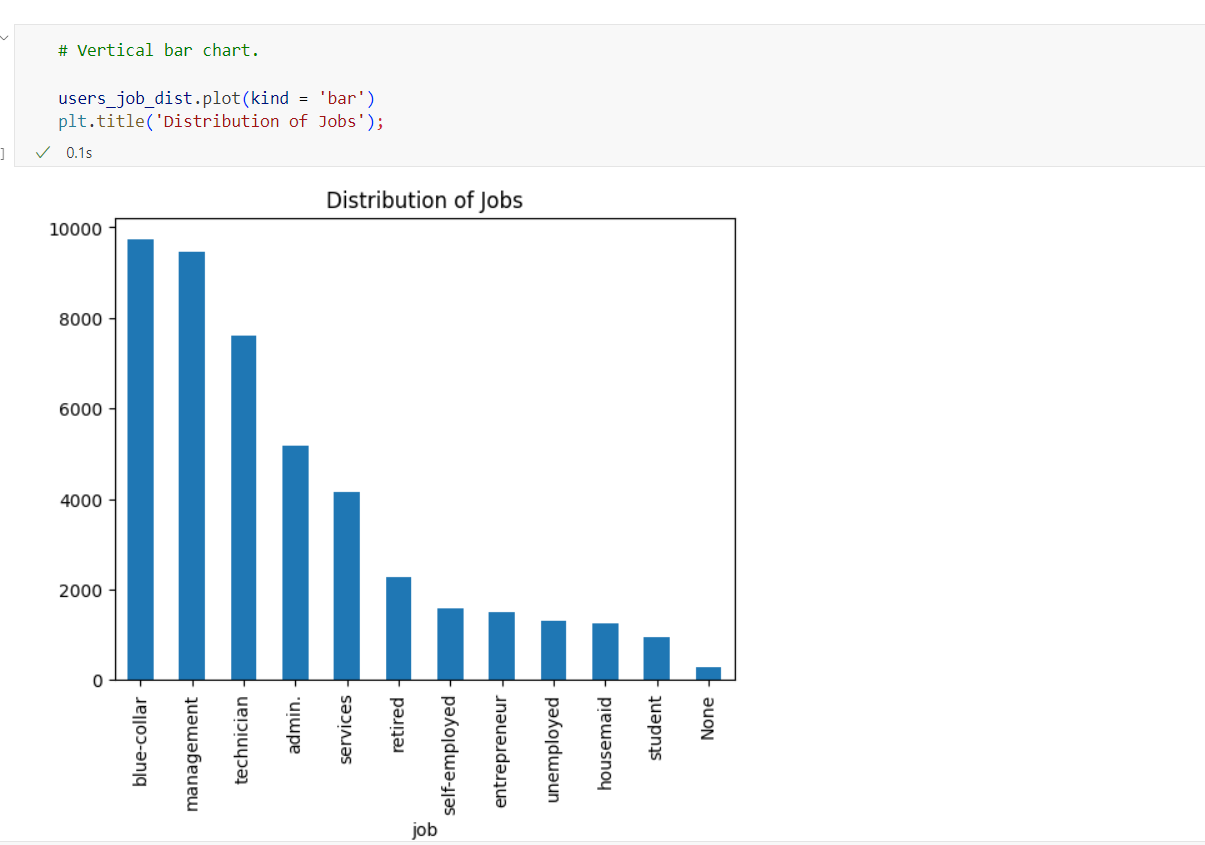 # Vertical bar chart.
users_job_dist.plot(kind = 'bar')
plt.title('Distribution of Jobs');
]
0.1s
Distribution of Jobs
10000
8000
6000
4000
2000
0
blue-collar
management
technician
admin.
services
retired
self-employed
entrepreneur
unemployed
housemaid
student
None
job